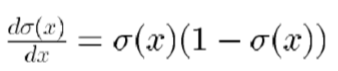 dσ(x)/dx = σ(x)(1 − σ(x))